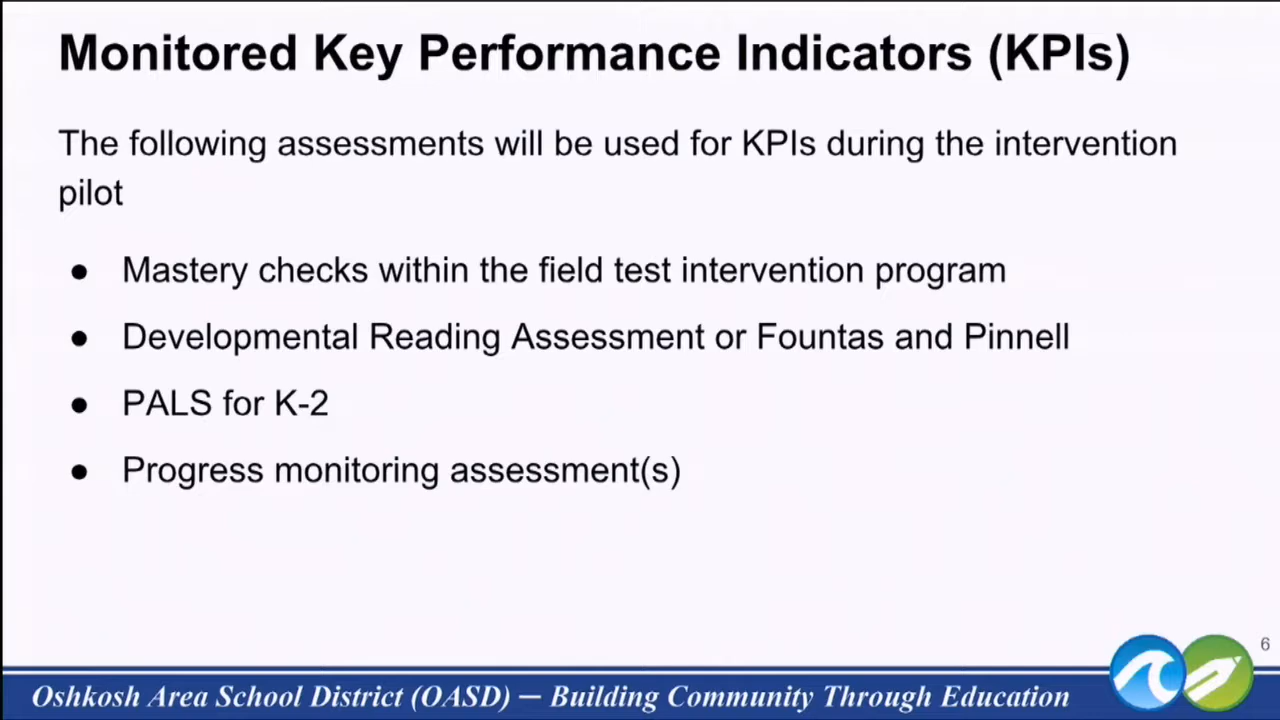 Monitored Key Performance Indicators (KPIs)
The following assessments will be used for KPIs during the intervention
pilot
● Mastery checks within the field test intervention program
● Developmental Reading Assessment or Fountas and Pinnell
● PALS for K-2
● Progress monitoring assessment(s)
6
Oshkosh Area School District (OASD) — Building Community Through Education